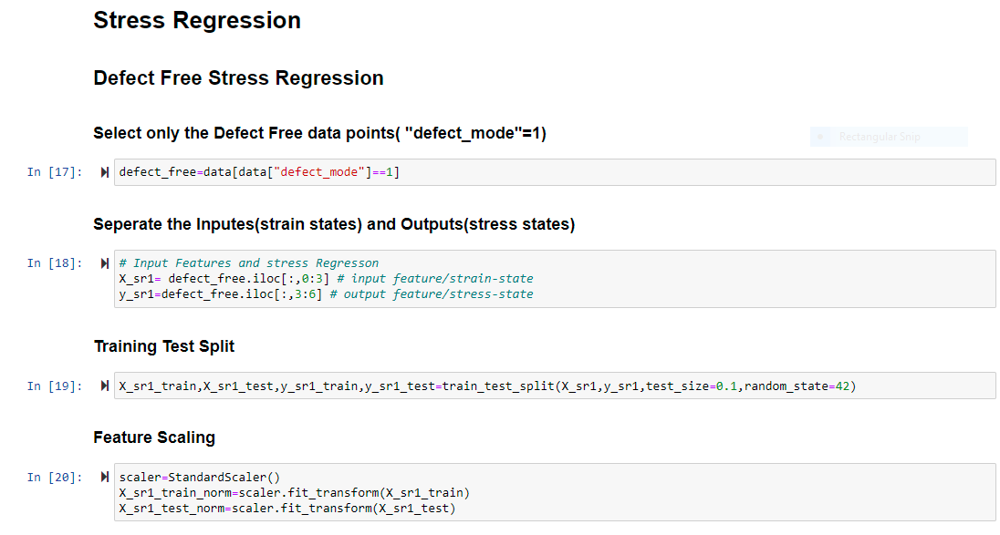 Stress Regression
Defect Free Stress Regression
Select only the Defect Free data points( "defect_mode"=1)
Rectangular Snip
In [17]: defect_free=data[data["defect_mode"]==1]
Seperate the Inputes(strain states) and Outputs(stress states)
In [18]: # Input Features and stress Regresson
X_sr1= defect_free.iloc[:,0:3] # input feature/strain-state
y_sr1=defect_free.iloc[:,3:6] # output feature/stress-state
Training Test Split
In [19]: X_sr1_train,X_sr1_test,y_sr1_train,y_sr1_test=train_test_split(X_sr1,y_sr1,test_size=0.1,random_state=42)
Feature Scaling
In [20]: scaler=StandardScaler()
X_sr1_train_norm=scaler.fit_transform(X_sr1_train)
X_sr1_test_norm=scaler.fit_transform(X_sr1_test)